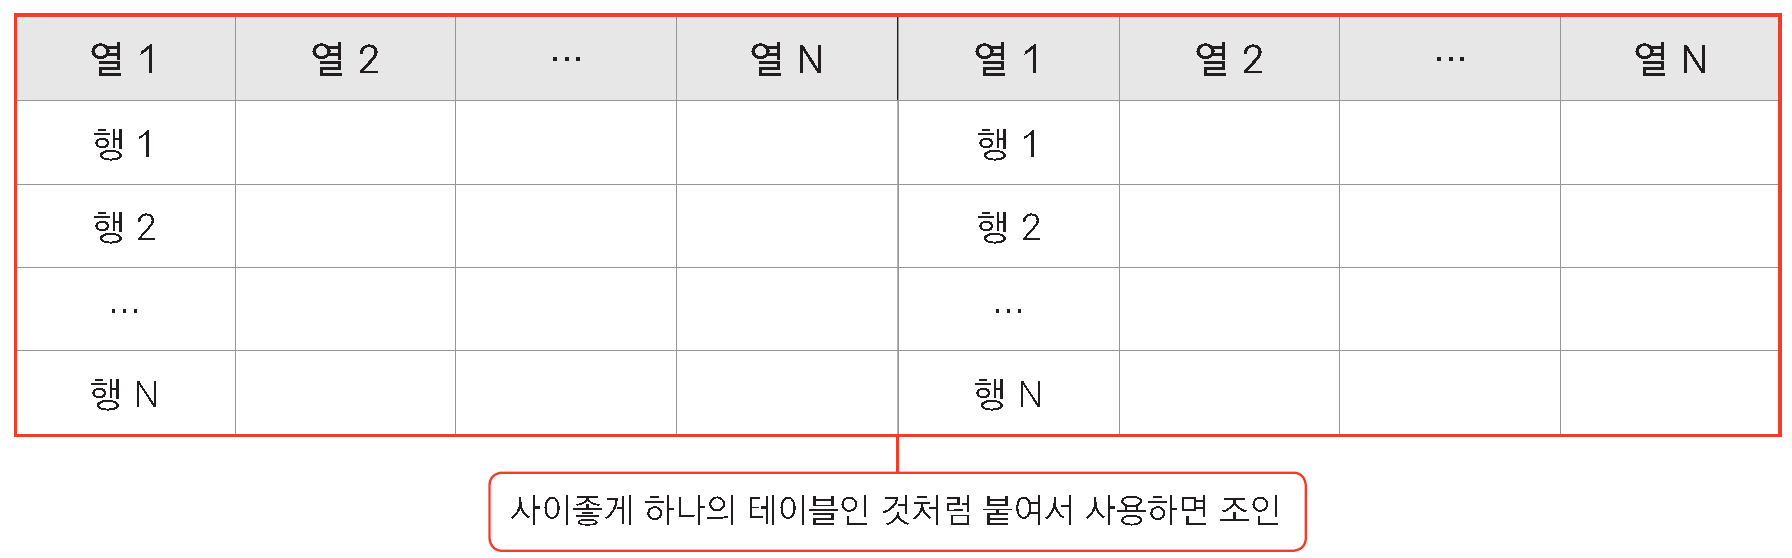 열 1 열 2 ··· 열 N 열 1 열 2 ··· 열 N
행 1 행 1
행 2 행 2
··· ···
행 N 행 N
사이좋게 하나의 테이블인 것처럼 붙여서 사용하면 조인